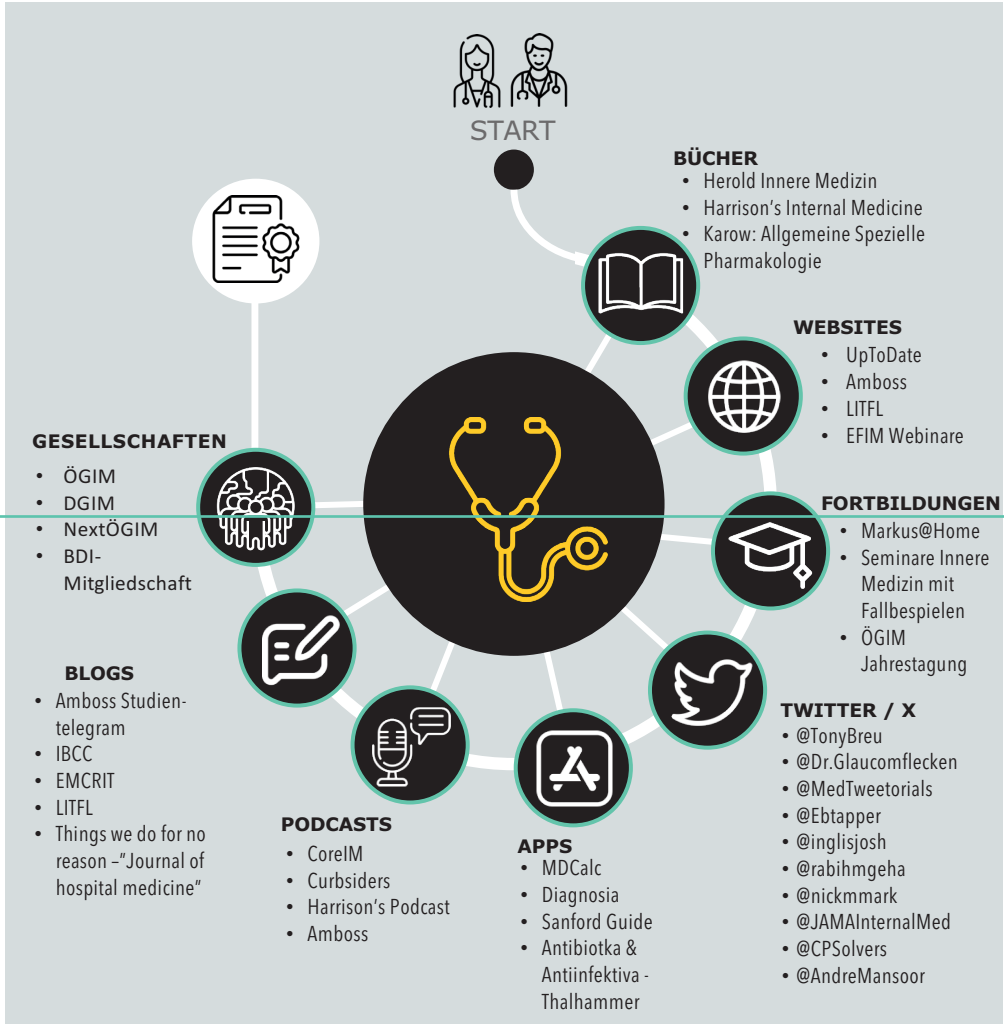 START
BÜCHER
• Herold Innere Medizin
• Harrison's Internal Medicine
• Karow: Allgemeine Spezielle
Pharmakologie
WEBSITES
• UpToDate
• Amboss
• LITFL
• EFIM Webinare
FORTBILDUNGEN
• Markus@Home
• Seminare Innere
Medizin mit
Fallbespielen
• ÖGIM
Jahrestagung
TWITTER / X
• @TonyBreu
• @Dr.Glaucomflecken
• @MedTweetorials
• @Ebtapper
• @inglisjosh
• @rabihmgeha
• @nickmmark
• @JAMAInternalMed
• @CPSolvers
• @AndreMansoor
APPS
• MDCalc
• Diagnosia
• Sanford Guide
• Antibiotka &
Antiinfektiva -
Thalhammer
PODCASTS
• CoreIM
• Curbsiders
• Harrison's Podcast
• Amboss
BLOGS
• Amboss Studien-
telegram
• IBCC
• EMCRIT
• LITFL
• Things we do for no
reason –"Journal of
hospital medicine"
GESELLSCHAFTEN
• ÖGIM
• DGIM
• NextÖGIM
• BDI-
Mitgliedschaft